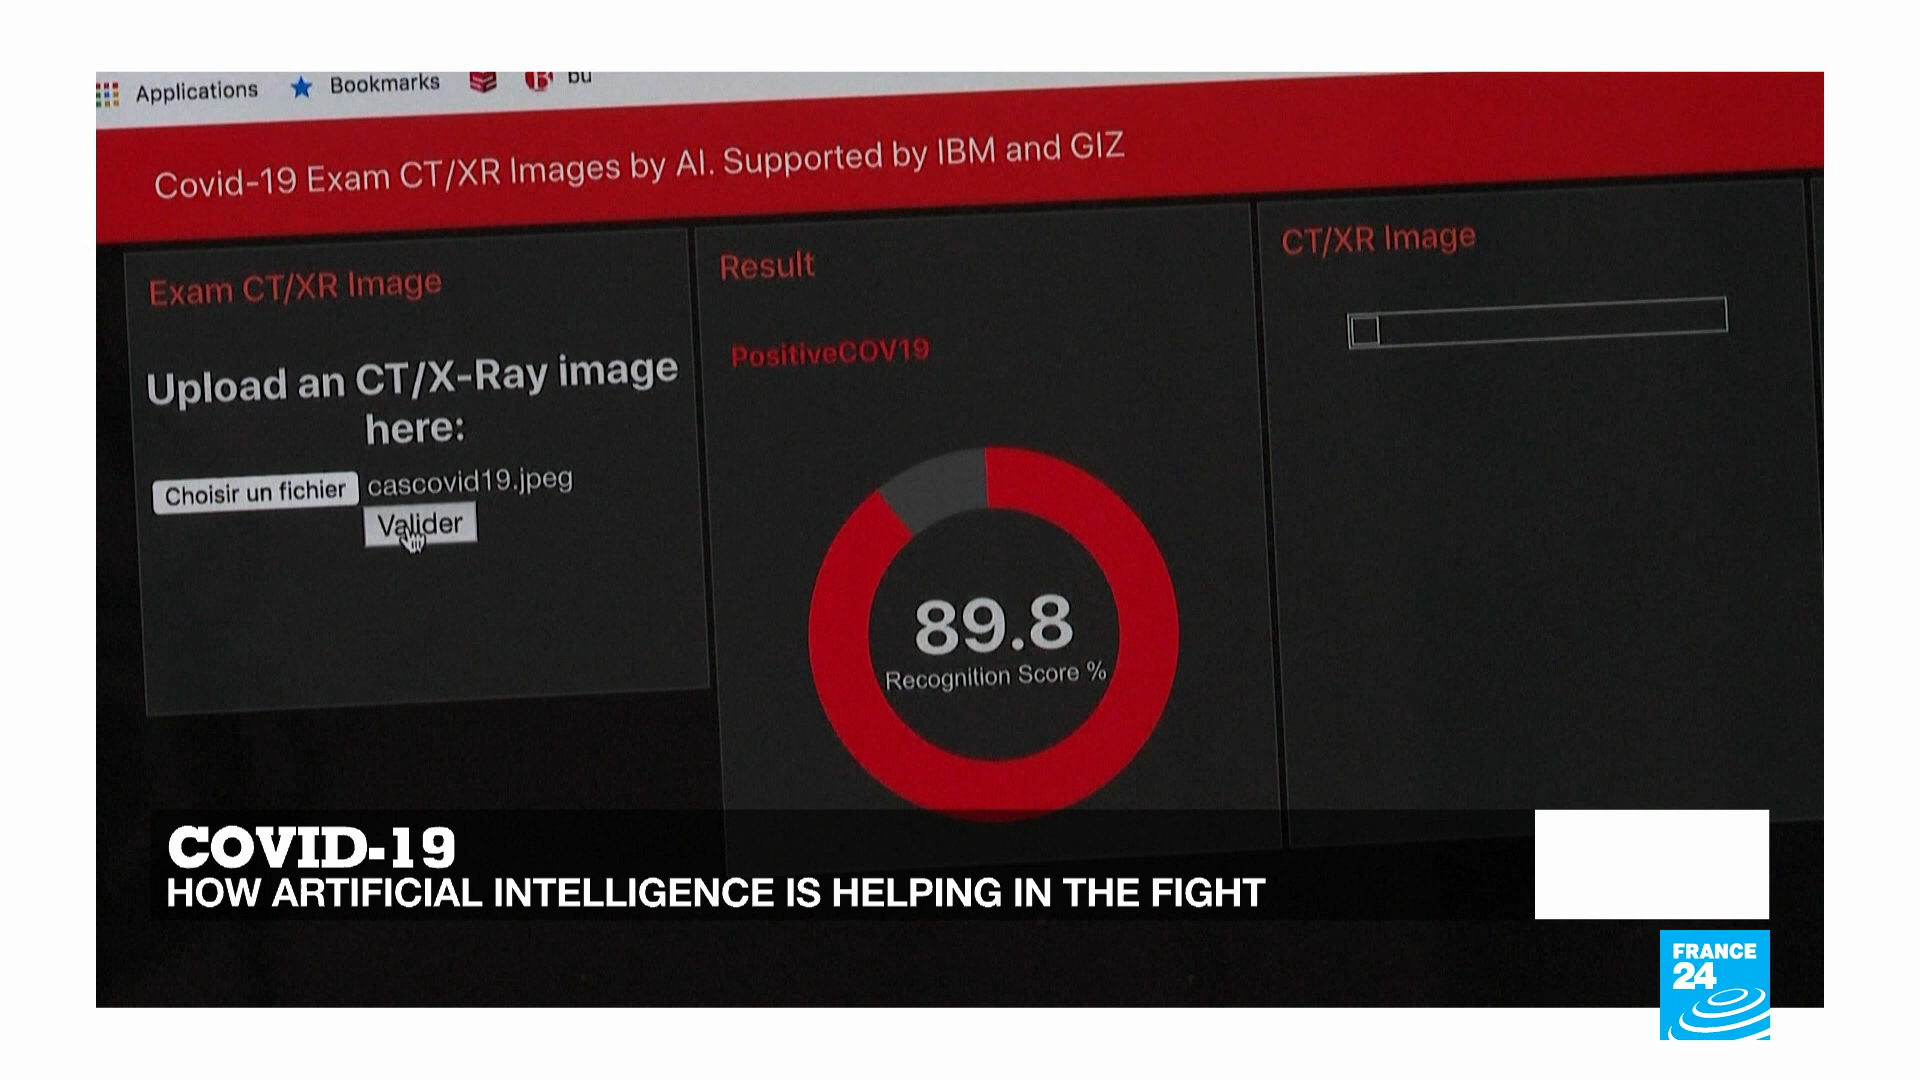 Applications Bookmarks bu
Covid-19 Exam CT/XR Images by AI. Supported by IBM and GIZ
Exam CT/XR Image
Upload an CT/X-Ray image
here:
Choisir un fichier cascovid19.jpeg
Valider
Result
PositiveCOV19
89.8
Recognition Score %
CT/XR Image
COVID-19
HOW ARTIFICIAL INTELLIGENCE IS HELPING IN THE FIGHT
FRANCE
24